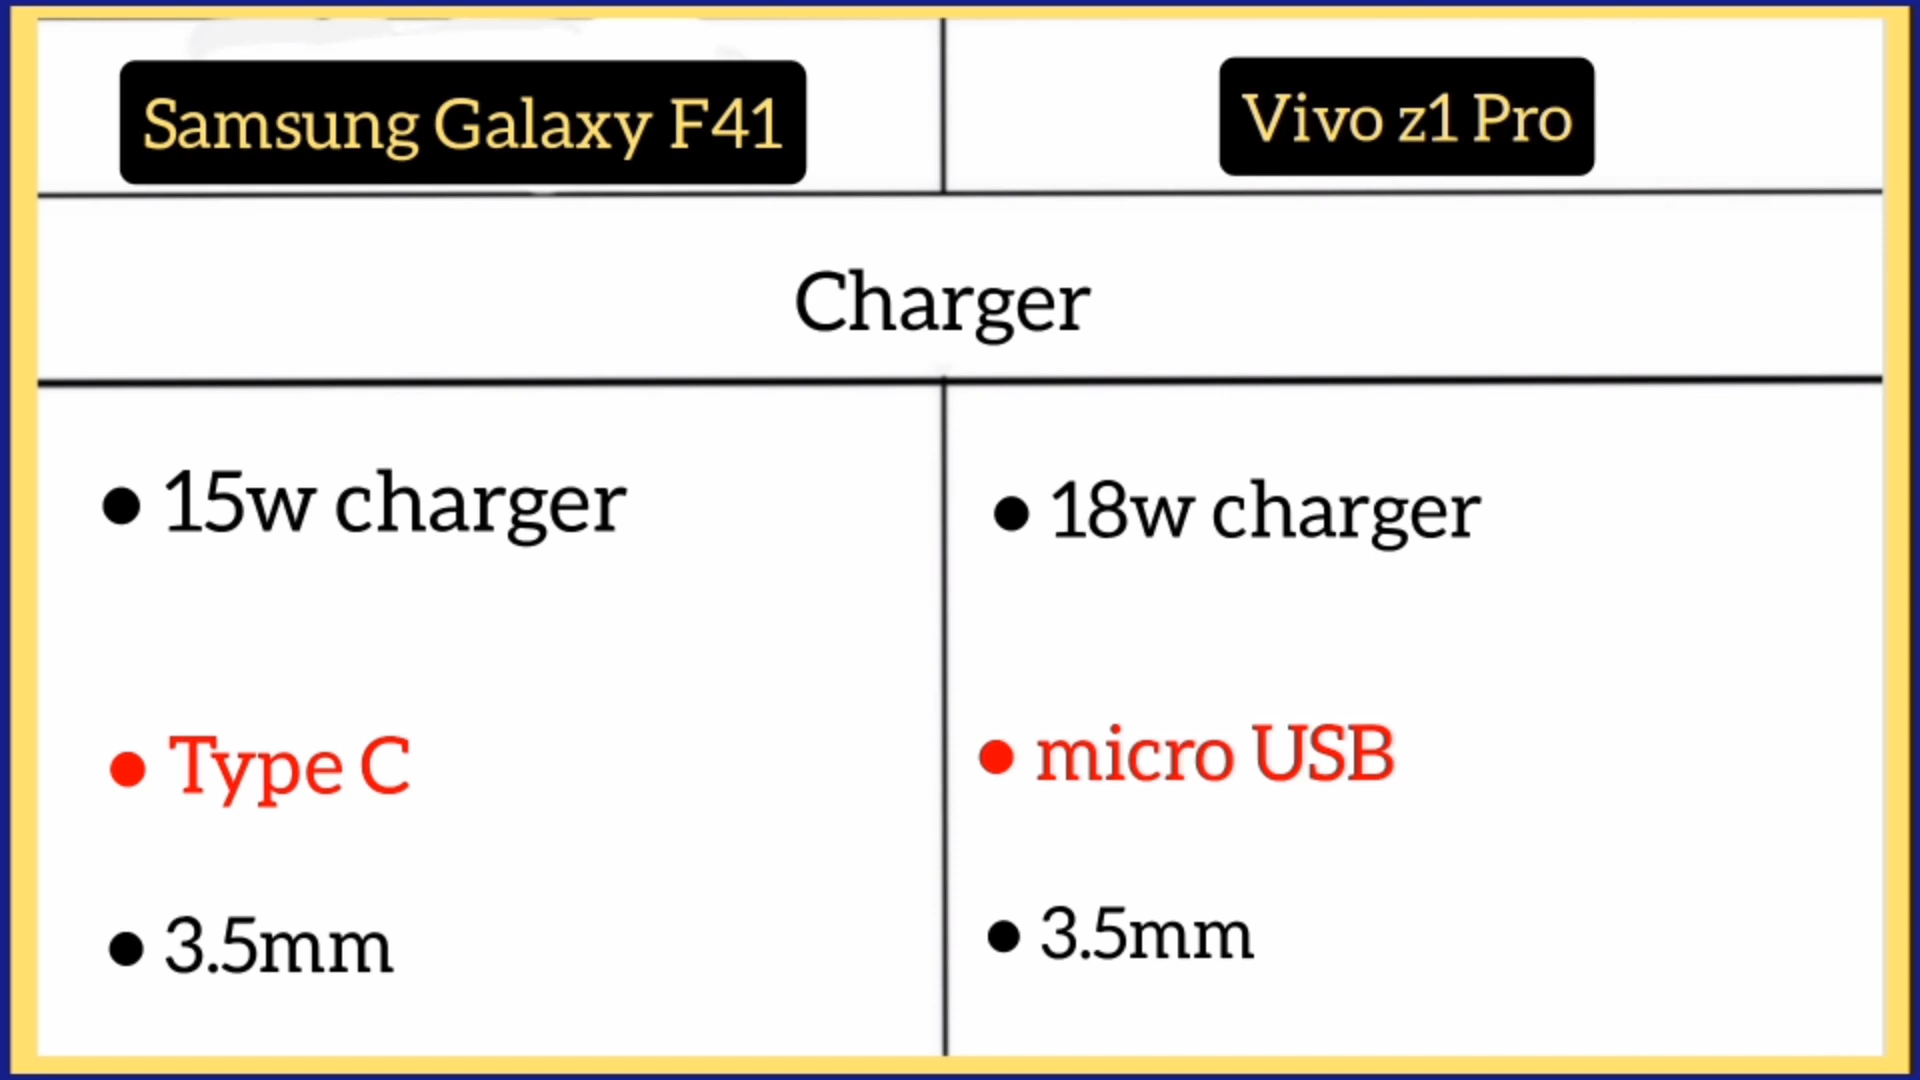 Samsung Galaxy F41
Vivo z1 Pro
Charger
• 15w charger
• Type C
• 3.5mm
• 18w charger
• micro USB
• 3.5mm